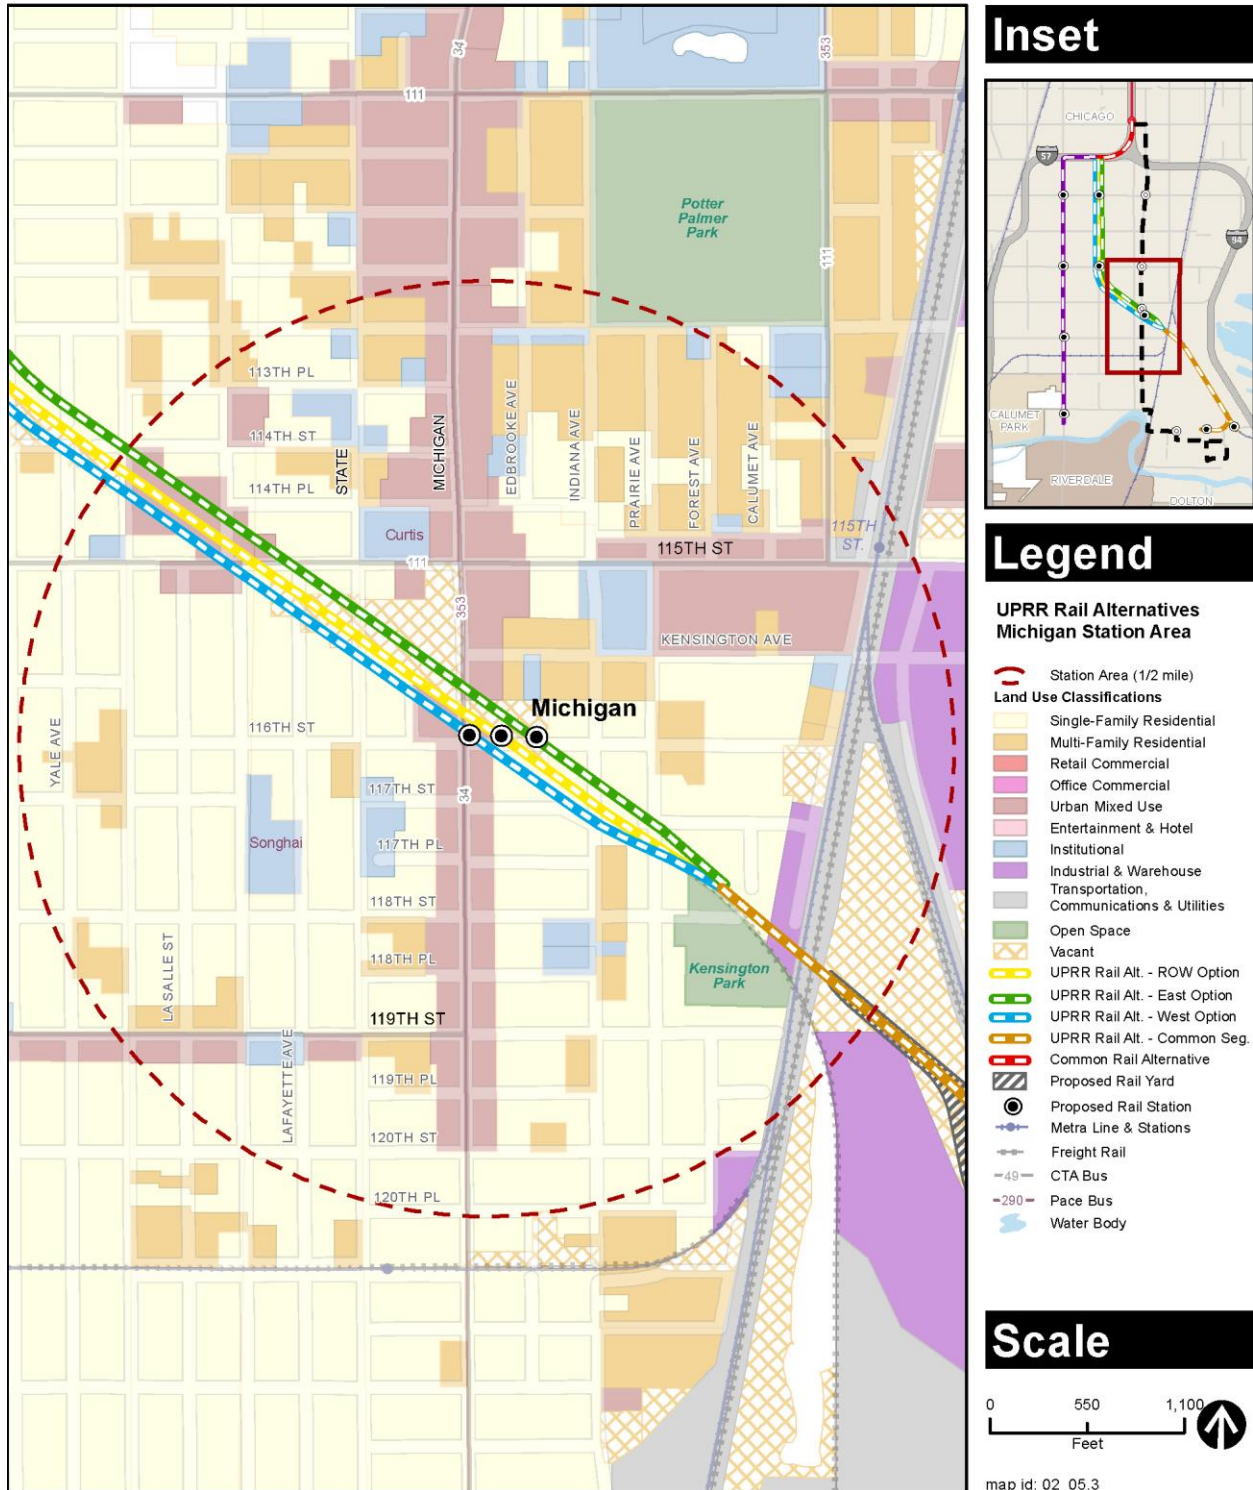 34
353
111
Potter
Palmer
Park
111
113TH PL
114TH ST
114TH PL
STATE
MICHIGAN
EDBROOKE AVE
INDIANA AVE
PRAIRIE AVE
FOREST AVE
CALUMET AVE
Curtis
115TH ST
115TH
ST.
111
353
KENSINGTON AVE
Michigan
116TH ST
YALE AVE
34
117TH ST
Songhai
117TH PL
118TH ST
118TH PL
LA SALLE ST
Kensington
Park
119TH ST
LAFAYETTE AVE
119TH PL
120TH ST
120TH PL
Inset
CHICAGO
57
94
CALUMET
PARK
RIVERDALE
DOLTON
Legend
UPRR Rail Alternatives
Michigan Station Area
Station Area (1/2 mile)
Land Use Classifications
Single-Family Residential
Multi-Family Residential
Retail Commercial
Office Commercial
Urban Mixed Use
Entertainment & Hotel
Institutional
Industrial & Warehouse
Transportation,
Communications & Utilities
Open Space
Vacant
UPRR Rail Alt. - ROW Option
UPRR Rail Alt. - East Option
UPRR Rail Alt. - West Option
UPRR Rail Alt. - Common Seg.
Common Rail Alternative
Proposed Rail Yard
Proposed Rail Station
Metra Line & Stations
Freight Rail
49 CTA Bus
290 Pace Bus
Water Body
Scale
0 550 1,100
Feet
map id: 02_05.3